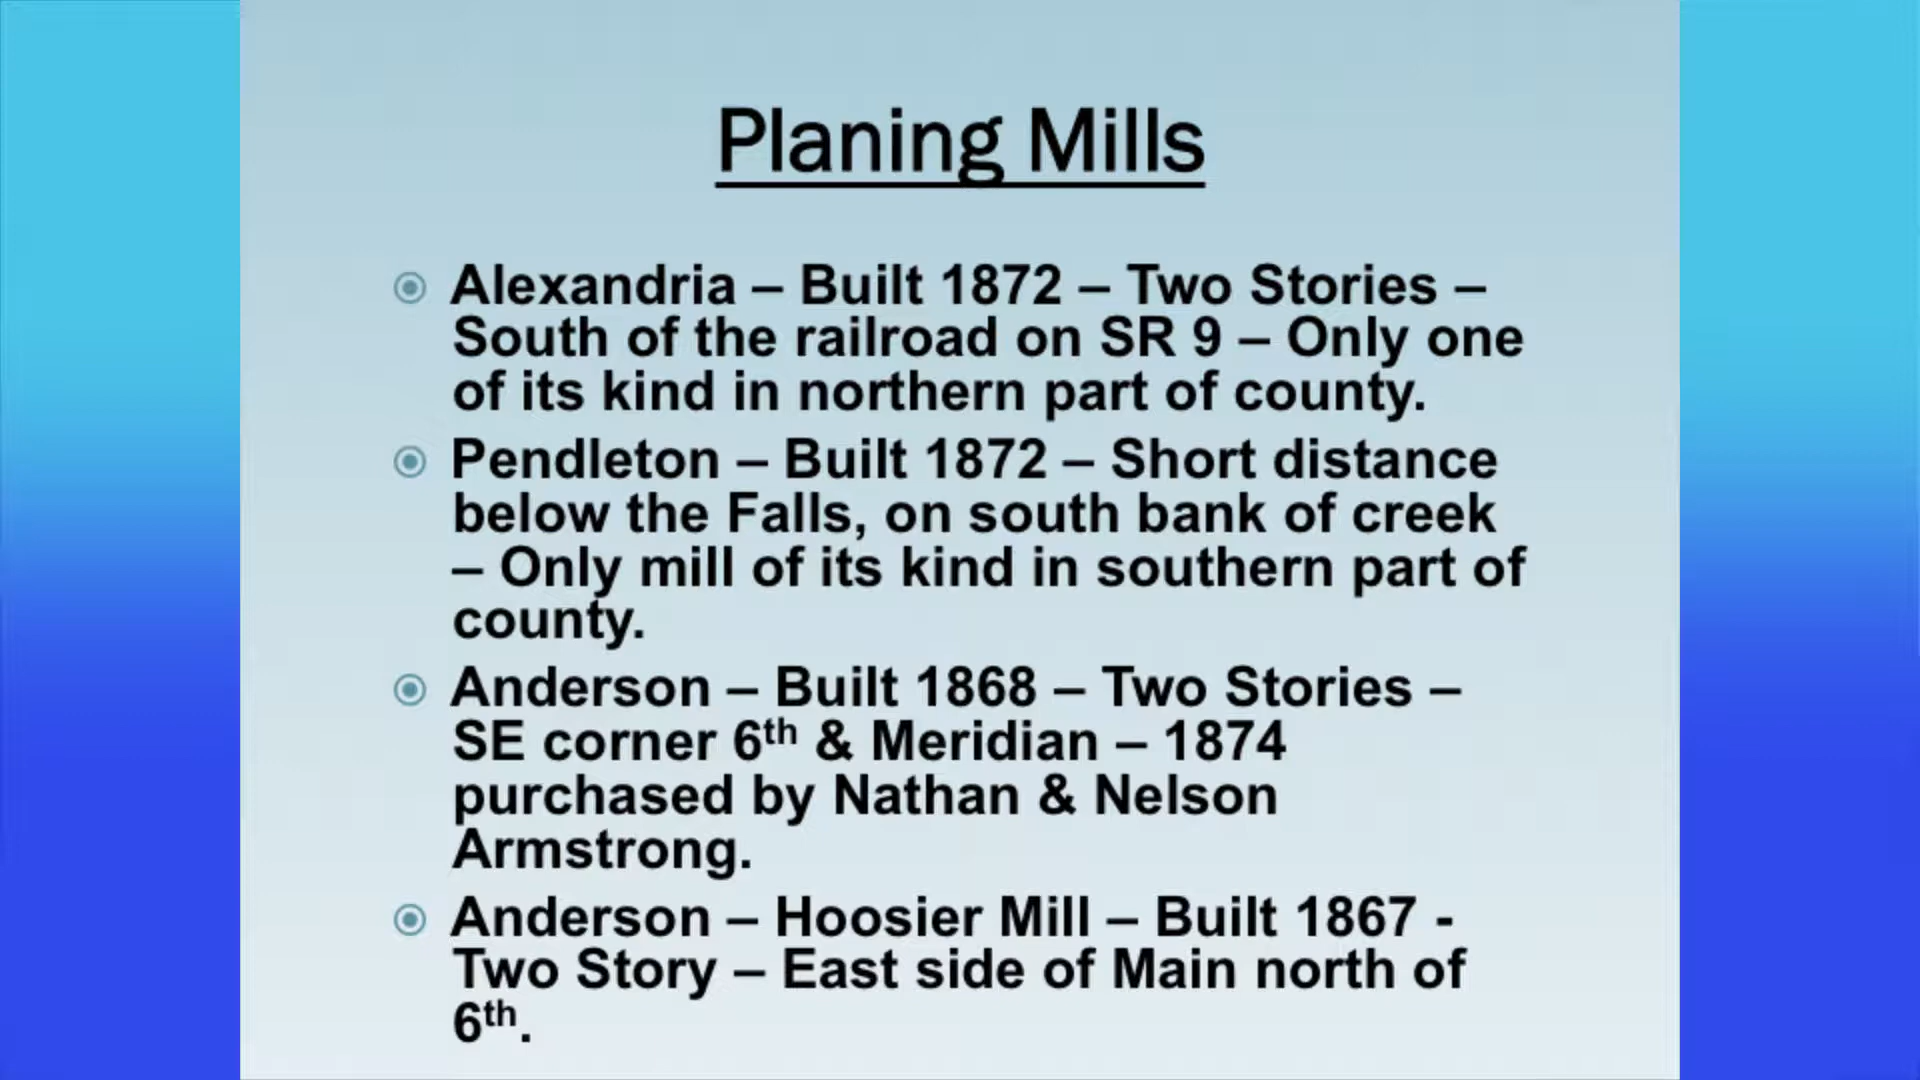 Planing Mills
Alexandria – Built 1872 – Two Stories –
South of the railroad on SR 9 – Only one
of its kind in northern part of county.
Pendleton – Built 1872 – Short distance
below the Falls, on south bank of creek
– Only mill of its kind in southern part of
county.
Anderson – Built 1868 – Two Stories –
SE corner 6th & Meridian – 1874
purchased by Nathan & Nelson
Armstrong.
Anderson – Hoosier Mill – Built 1867 -
Two Story – East side of Main north of
6th.